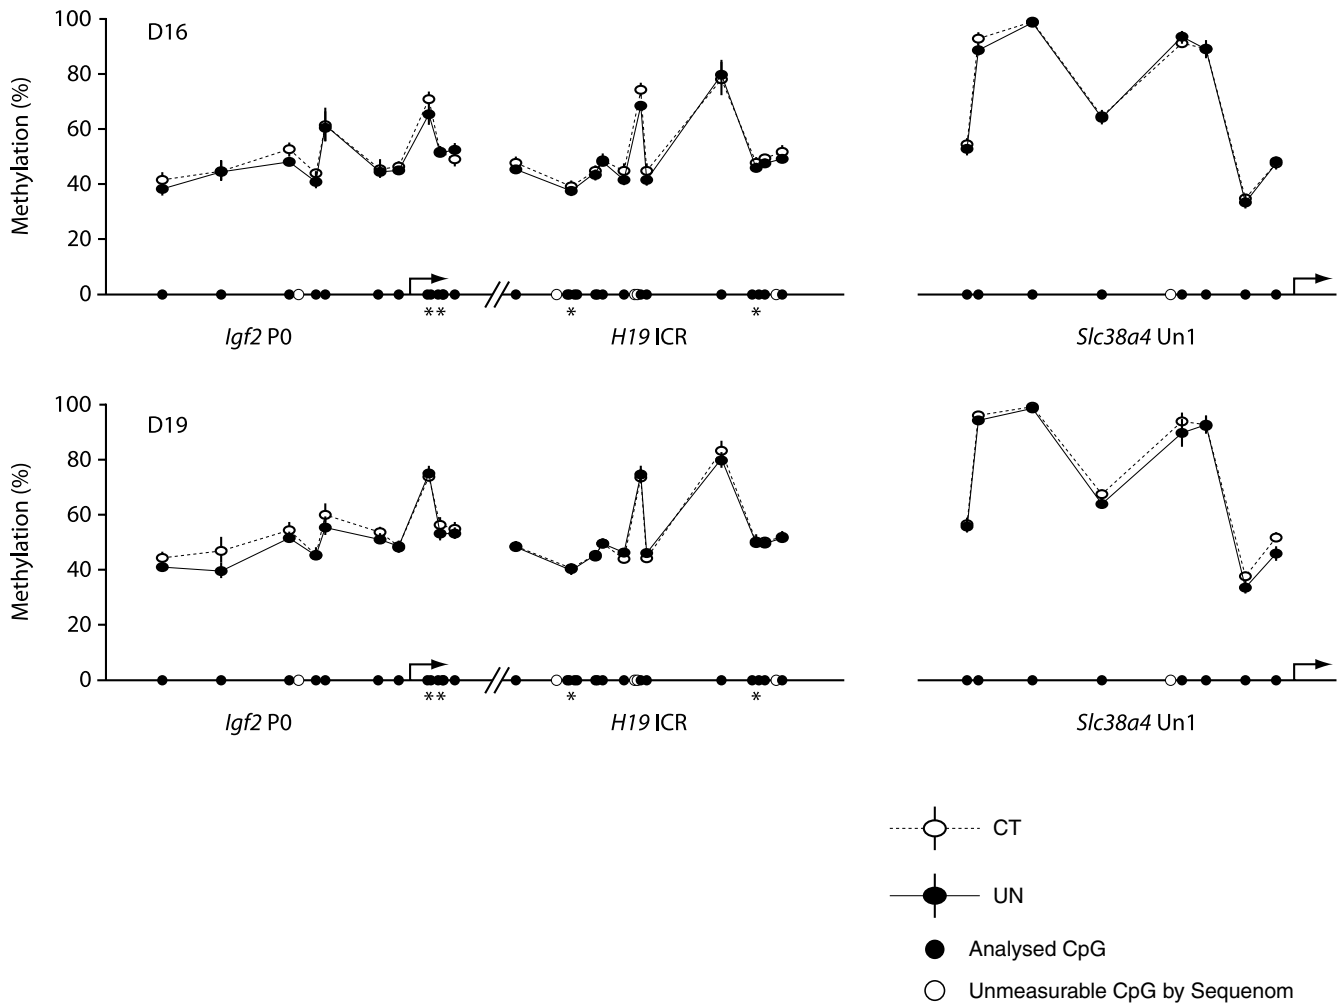 100
D16
80
60
40
20
0
Methylation (%)
** * *
Igf2 P0 H19 ICR Slc38a4 Un1
100
D19
80
60
40
20
0
Methylation (%)
** * *
Igf2 P0 H19 ICR Slc38a4 Un1
CT
UN
Analysed CpG
Unmeasurable CpG by Sequenom